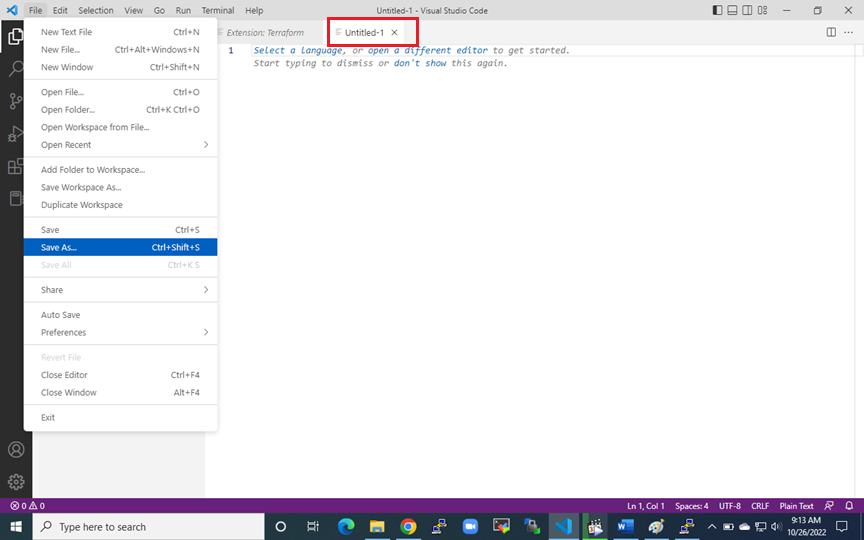 File Edit Selection View Go Run Terminal Help Untitled-1 - Visual Studio Code
Extension: Terraform Untitled-1
New Text File Ctrl+N
New File... Ctrl+Alt+Windows+N
New Window Ctrl+Shift+N
Open File... Ctrl+O
Open Folder... Ctrl+K Ctrl+O
Open Workspace from File...
Open Recent
Add Folder to Workspace...
Save Workspace As...
Duplicate Workspace
Save Ctrl+S
Save As... Ctrl+Shift+S
Save All Ctrl+K S
Share
Auto Save
Preferences
Revert File
Close Editor Ctrl+F4
Close Window Alt+F4
Exit
1 Select a language, or open a different editor to get started.
Start typing to dismiss or don't show this again.
0 0 Ln 1, Col 1 Spaces: 4 UTF-8 CRLF Plain Text
Type here to search
9:13 AM
10/26/2022